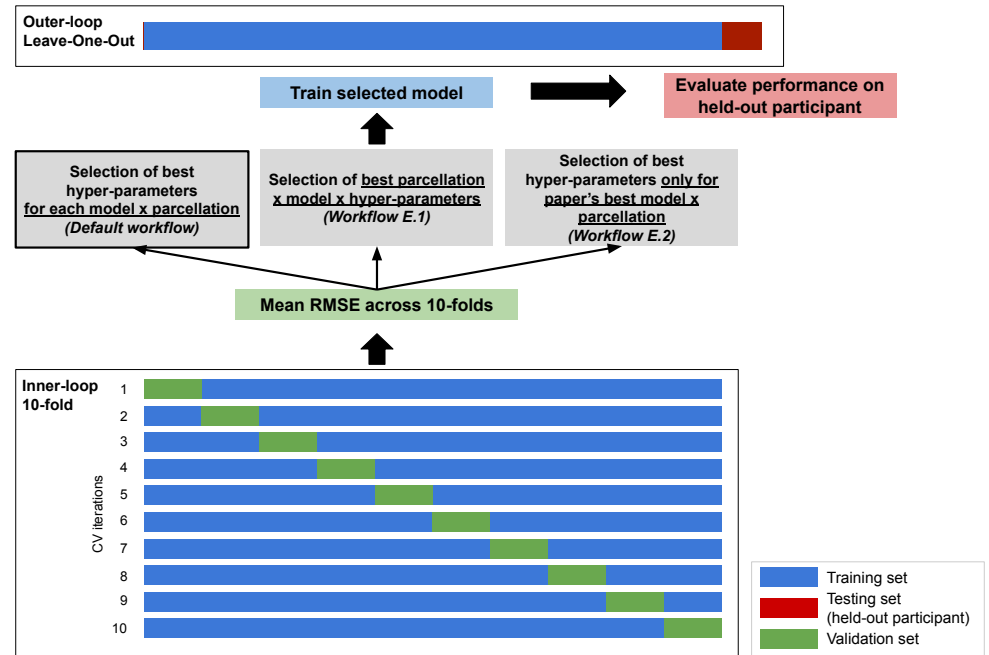 Outer-loop
Leave-One-Out
Train selected model
Evaluate performance on
held-out participant
Selection of best
hyper-parameters
for each model x parcellation
(Default workflow)
Selection of best parcellation
x model x hyper-parameters
(Workflow E.1)
Selection of best
hyper-parameters only for
paper's best model x
parcellation
(Workflow E.2)
Mean RMSE across 10-folds
Inner-loop
10-fold
CV iterations
1
2
3
4
5
6
7
8
9
10
Training set
Testing set
(held-out participant)
Validation set